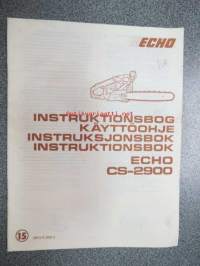 ECHO
INSTRUKTIONSBOG
KÄYTTÖOHJE
INSTRUKSJONSBOK
INSTRUKTIONSBOK
ECHO
CS-2900
15